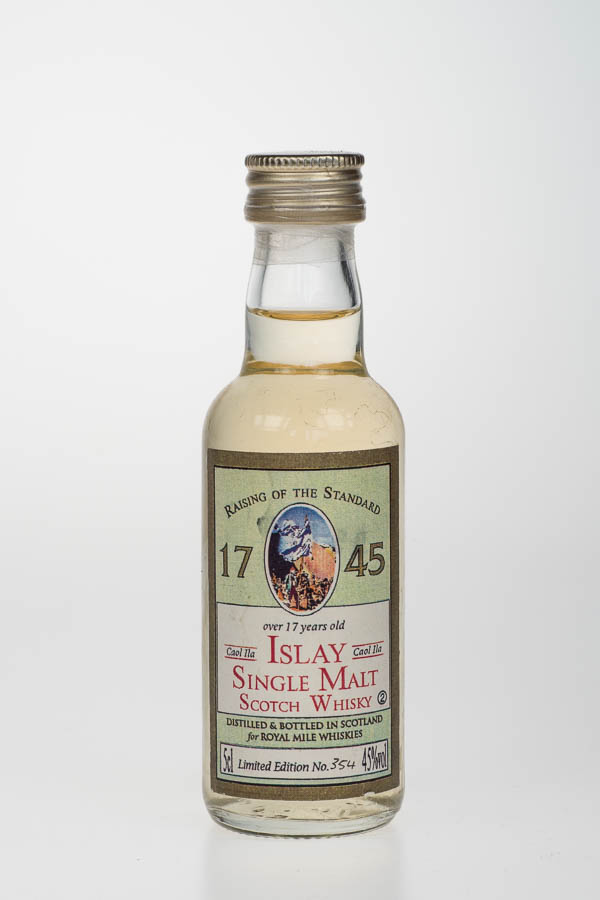 RAISING OF THE STANDARD
17 45
over 17 years old
Caol Ila ISLAY Caol Ila
SINGLE MALT
SCOTCH WHISKY ②
DISTILLED & BOTTLED IN SCOTLAND
for ROYAL MILE WHISKIES
5cl Limited Edition No. 354 45%vol